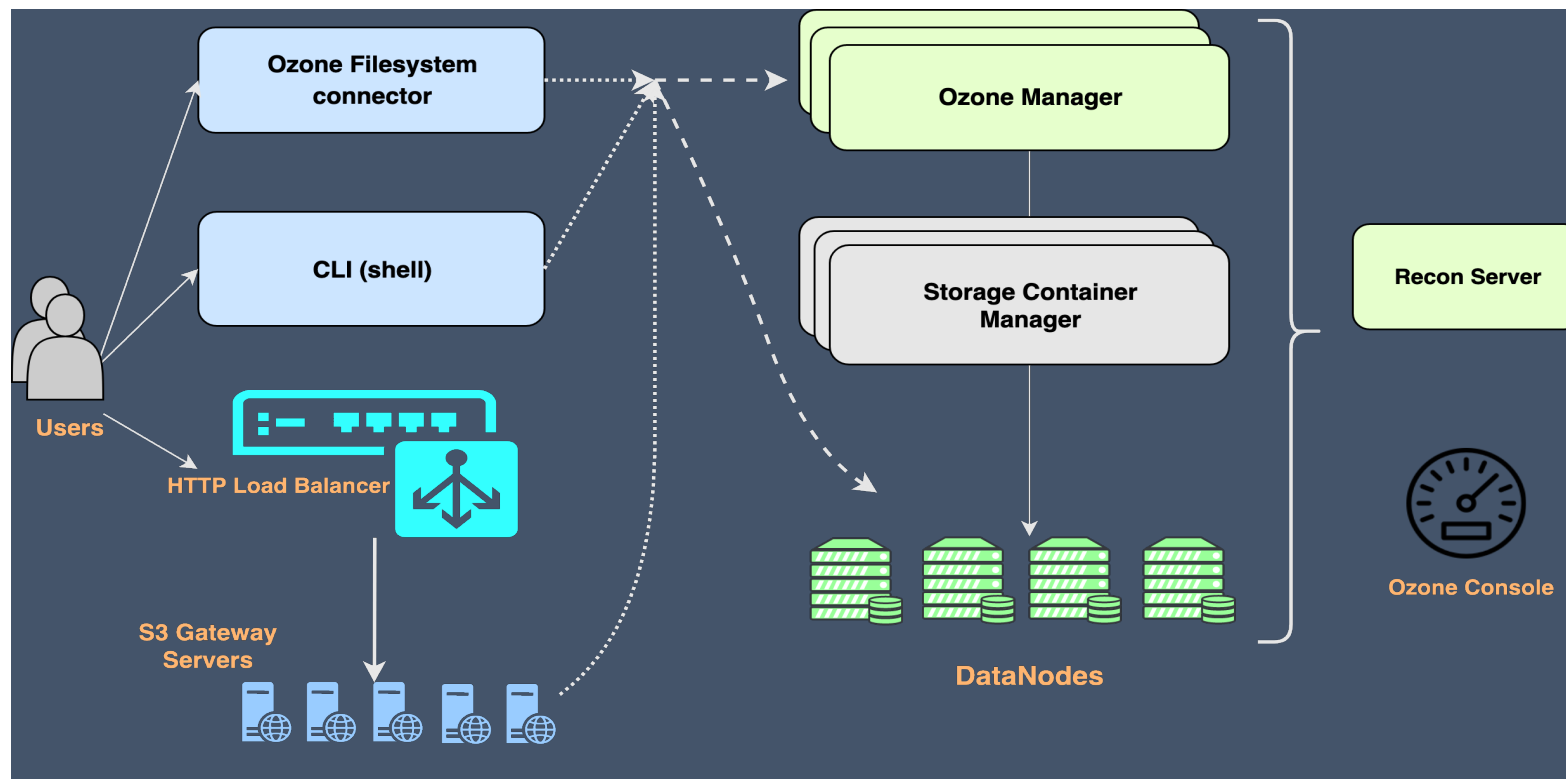 Ozone Filesystem
connector
Ozone Manager
CLI (shell)
Storage Container
Manager
Recon Server
Users
HTTP Load Balancer
Ozone Console
S3 Gateway
Servers
DataNodes